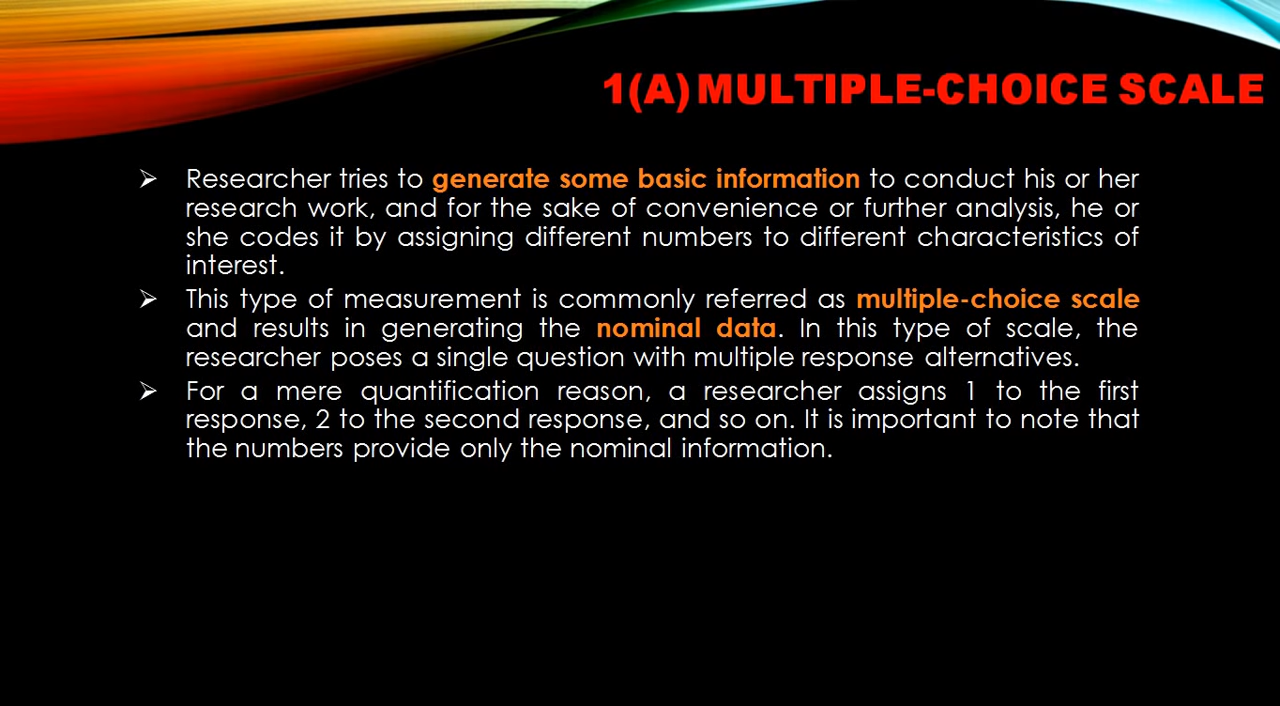 1(A) MULTIPLE-CHOICE SCALE
Researcher tries to generate some basic information to conduct his or her
research work, and for the sake of convenience or further analysis, he or
she codes it by assigning different numbers to different characteristics of
interest.
This type of measurement is commonly referred as multiple-choice scale
and results in generating the nominal data. In this type of scale, the
researcher poses a single question with multiple response alternatives.
For a mere quantification reason, a researcher assigns 1 to the first
response, 2 to the second response, and so on. It is important to note that
the numbers provide only the nominal information.